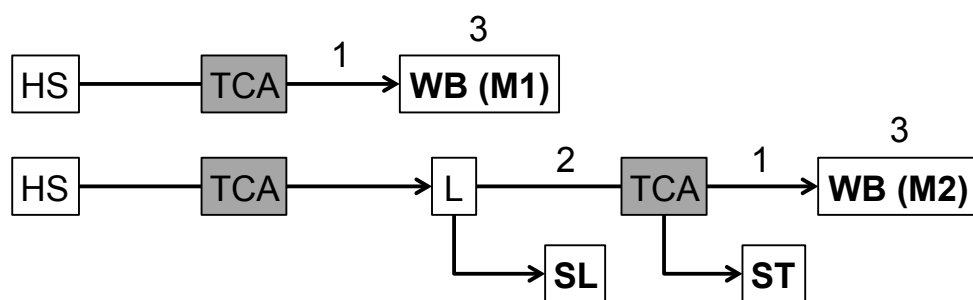 1 3
HS TCA WB (M1)
3
2 1
HS TCA L TCA WB (M2)
SL ST